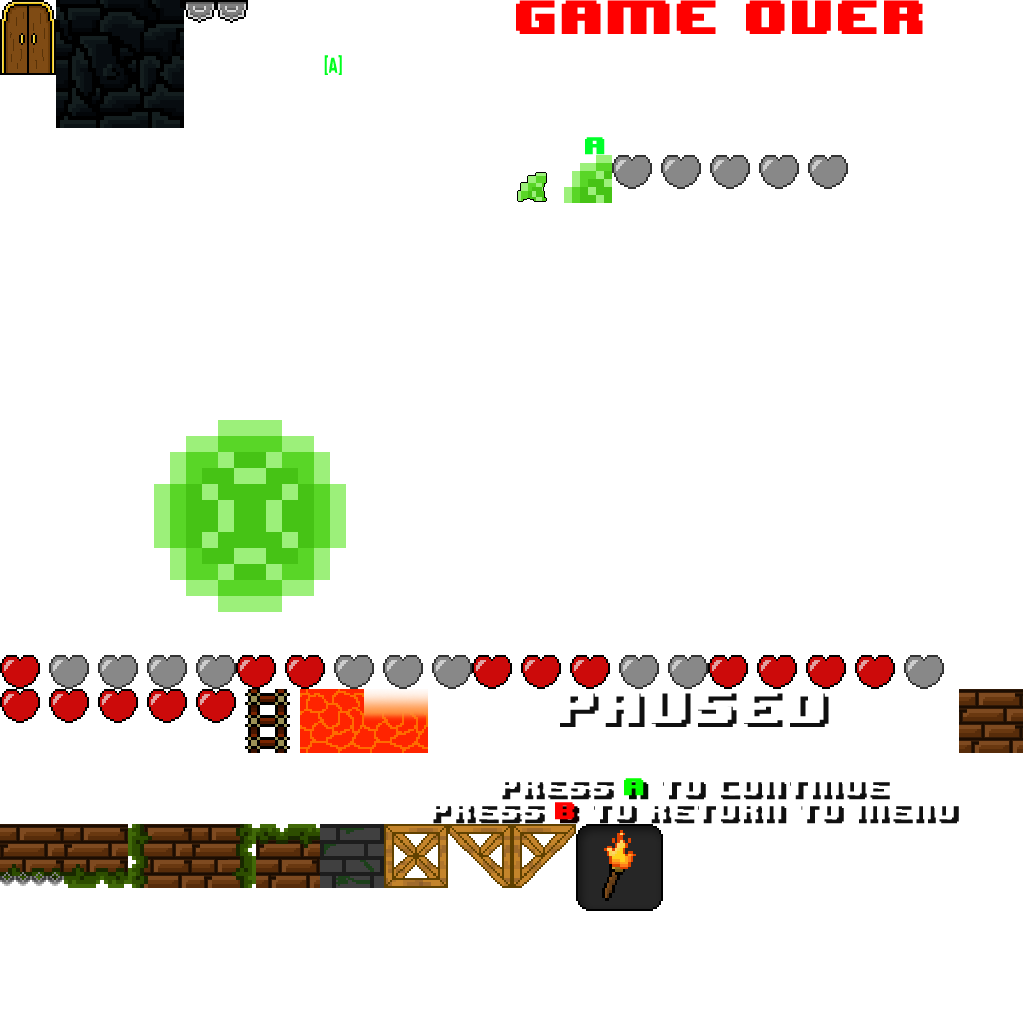 GAME OVER
[A]
A
PAUSED
PRESS A TO CONTINUE
PRESS B TO RETURN TO MENU